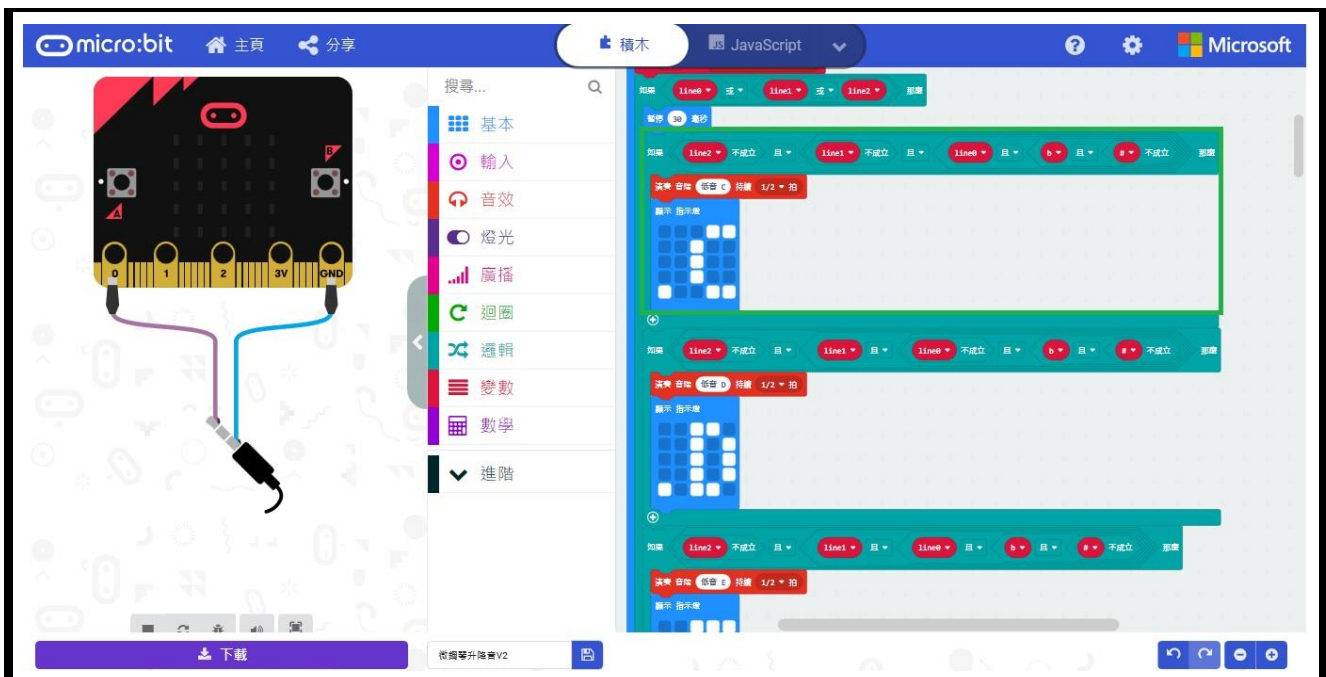 micro:bit 主頁 分享 積木 JS JavaScript Microsoft
搜尋...
基本
輸入
音效
燈光
廣播
迴圈
邏輯
變數
數學
進階
A
B
0 1 2 3V GND
如果 line0 或 line1 或 line2 那麼
暫停 30 毫秒
如果 line2 不成立 且 line1 不成立 且 line0 且 b 且 # 不成立 那麼
演奏 音階 低音 C 持續 1/2 拍
顯示 指示燈
如果 line2 不成立 且 line1 且 line0 不成立 且 b 且 # 不成立 那麼
演奏 音階 低音 D 持續 1/2 拍
顯示 指示燈
如果 line2 不成立 且 line1 且 line0 且 b 且 # 不成立 那麼
演奏 音階 低音 E 持續 1/2 拍
顯示 指示燈
下載 微鋼琴升降音V2